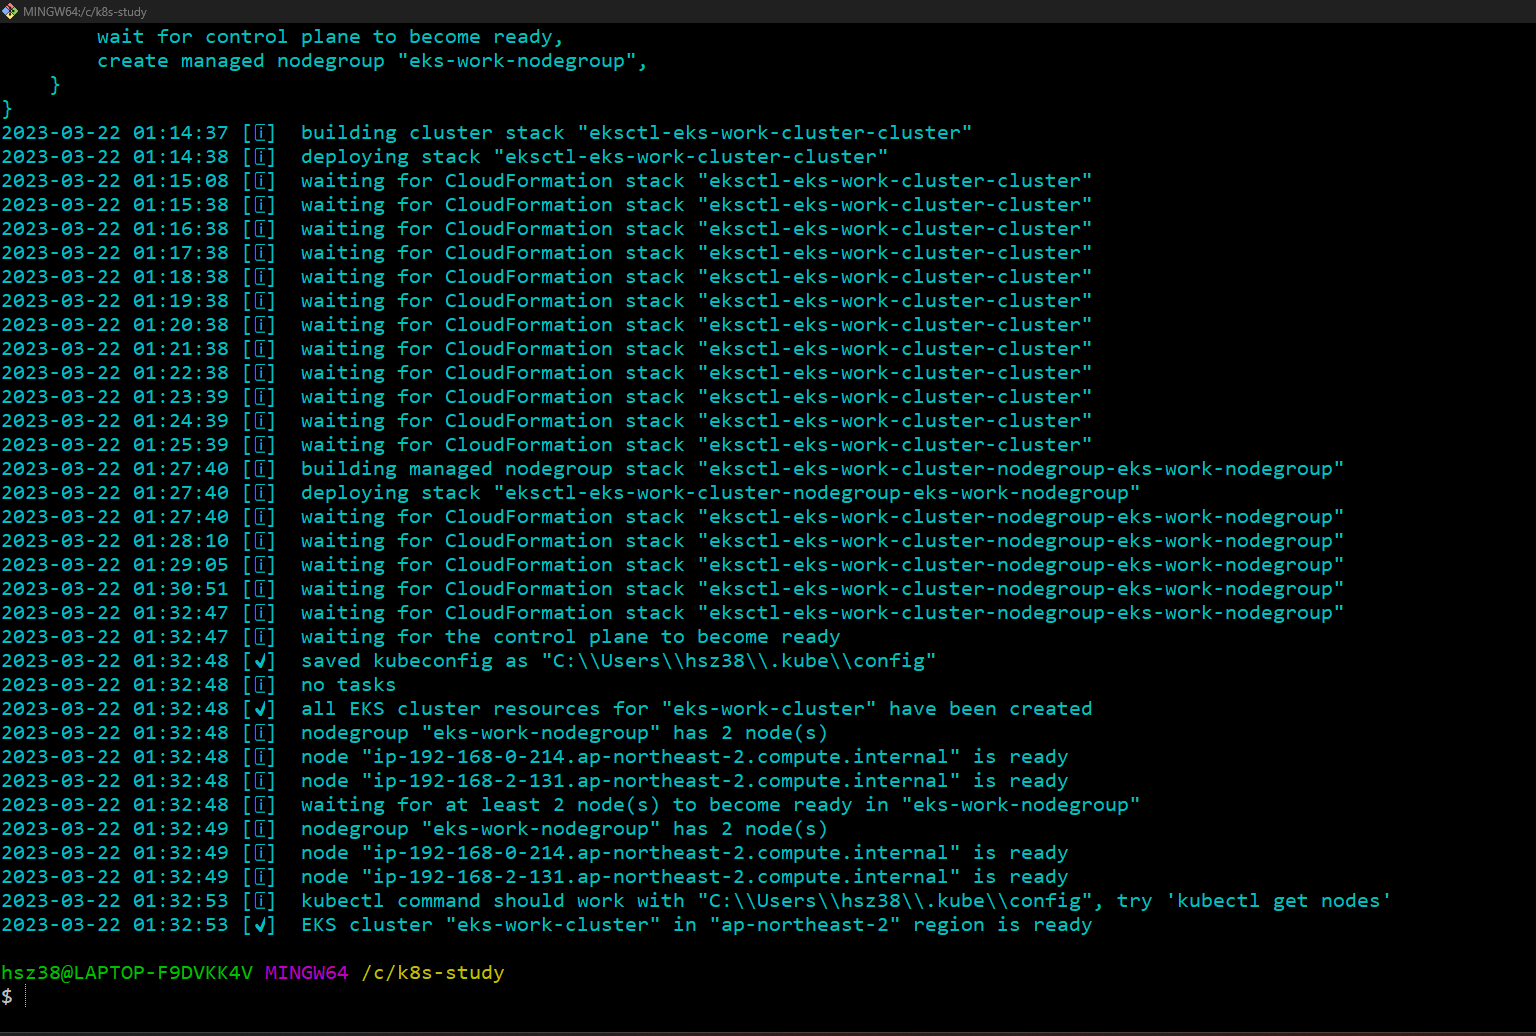 MINGW64:/c/k8s-study
wait for control plane to become ready,
create managed nodegroup "eks-work-nodegroup",
}
}
2023-03-22 01:14:37 [ℹ]  building cluster stack "eksctl-eks-work-cluster-cluster"
2023-03-22 01:14:38 [ℹ]  deploying stack "eksctl-eks-work-cluster-cluster"
2023-03-22 01:15:08 [ℹ]  waiting for CloudFormation stack "eksctl-eks-work-cluster-cluster"
2023-03-22 01:15:38 [ℹ]  waiting for CloudFormation stack "eksctl-eks-work-cluster-cluster"
2023-03-22 01:16:38 [ℹ]  waiting for CloudFormation stack "eksctl-eks-work-cluster-cluster"
2023-03-22 01:17:38 [ℹ]  waiting for CloudFormation stack "eksctl-eks-work-cluster-cluster"
2023-03-22 01:18:38 [ℹ]  waiting for CloudFormation stack "eksctl-eks-work-cluster-cluster"
2023-03-22 01:19:38 [ℹ]  waiting for CloudFormation stack "eksctl-eks-work-cluster-cluster"
2023-03-22 01:20:38 [ℹ]  waiting for CloudFormation stack "eksctl-eks-work-cluster-cluster"
2023-03-22 01:21:38 [ℹ]  waiting for CloudFormation stack "eksctl-eks-work-cluster-cluster"
2023-03-22 01:22:38 [ℹ]  waiting for CloudFormation stack "eksctl-eks-work-cluster-cluster"
2023-03-22 01:23:39 [ℹ]  waiting for CloudFormation stack "eksctl-eks-work-cluster-cluster"
2023-03-22 01:24:39 [ℹ]  waiting for CloudFormation stack "eksctl-eks-work-cluster-cluster"
2023-03-22 01:25:39 [ℹ]  waiting for CloudFormation stack "eksctl-eks-work-cluster-cluster"
2023-03-22 01:27:40 [ℹ]  building managed nodegroup stack "eksctl-eks-work-cluster-nodegroup-eks-work-nodegroup"
2023-03-22 01:27:40 [ℹ]  deploying stack "eksctl-eks-work-cluster-nodegroup-eks-work-nodegroup"
2023-03-22 01:27:40 [ℹ]  waiting for CloudFormation stack "eksctl-eks-work-cluster-nodegroup-eks-work-nodegroup"
2023-03-22 01:28:10 [ℹ]  waiting for CloudFormation stack "eksctl-eks-work-cluster-nodegroup-eks-work-nodegroup"
2023-03-22 01:29:05 [ℹ]  waiting for CloudFormation stack "eksctl-eks-work-cluster-nodegroup-eks-work-nodegroup"
2023-03-22 01:30:51 [ℹ]  waiting for CloudFormation stack "eksctl-eks-work-cluster-nodegroup-eks-work-nodegroup"
2023-03-22 01:32:47 [ℹ]  waiting for CloudFormation stack "eksctl-eks-work-cluster-nodegroup-eks-work-nodegroup"
2023-03-22 01:32:47 [ℹ]  waiting for the control plane to become ready
2023-03-22 01:32:48 [✔]  saved kubeconfig as "C:\\Users\\hsz38\\.kube\\config"
2023-03-22 01:32:48 [ℹ]  no tasks
2023-03-22 01:32:48 [✔]  all EKS cluster resources for "eks-work-cluster" have been created
2023-03-22 01:32:48 [ℹ]  nodegroup "eks-work-nodegroup" has 2 node(s)
2023-03-22 01:32:48 [ℹ]  node "ip-192-168-0-214.ap-northeast-2.compute.internal" is ready
2023-03-22 01:32:48 [ℹ]  node "ip-192-168-2-131.ap-northeast-2.compute.internal" is ready
2023-03-22 01:32:48 [ℹ]  waiting for at least 2 node(s) to become ready in "eks-work-nodegroup"
2023-03-22 01:32:49 [ℹ]  nodegroup "eks-work-nodegroup" has 2 node(s)
2023-03-22 01:32:49 [ℹ]  node "ip-192-168-0-214.ap-northeast-2.compute.internal" is ready
2023-03-22 01:32:49 [ℹ]  node "ip-192-168-2-131.ap-northeast-2.compute.internal" is ready
2023-03-22 01:32:53 [ℹ]  kubectl command should work with "C:\\Users\\hsz38\\.kube\\config", try 'kubectl get nodes'
2023-03-22 01:32:53 [✔]  EKS cluster "eks-work-cluster" in "ap-northeast-2" region is ready
hsz38@LAPTOP-F9DVKK4V MINGW64 /c/k8s-study
$